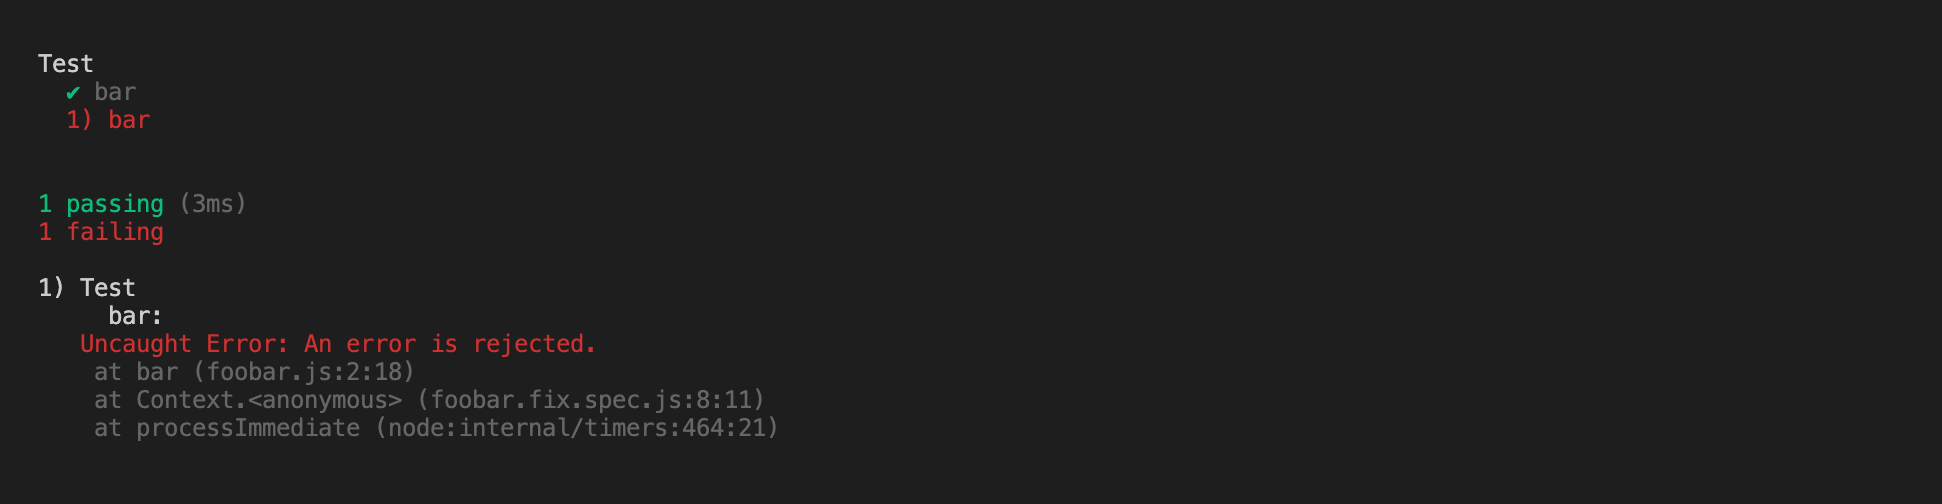 Test
✔ bar
1) bar
1 passing (3ms)
1 failing
1) Test
bar:
Uncaught Error: An error is rejected.
at bar (foobar.js:2:18)
at Context.<anonymous> (foobar.fix.spec.js:8:11)
at processImmediate (node:internal/timers:464:21)